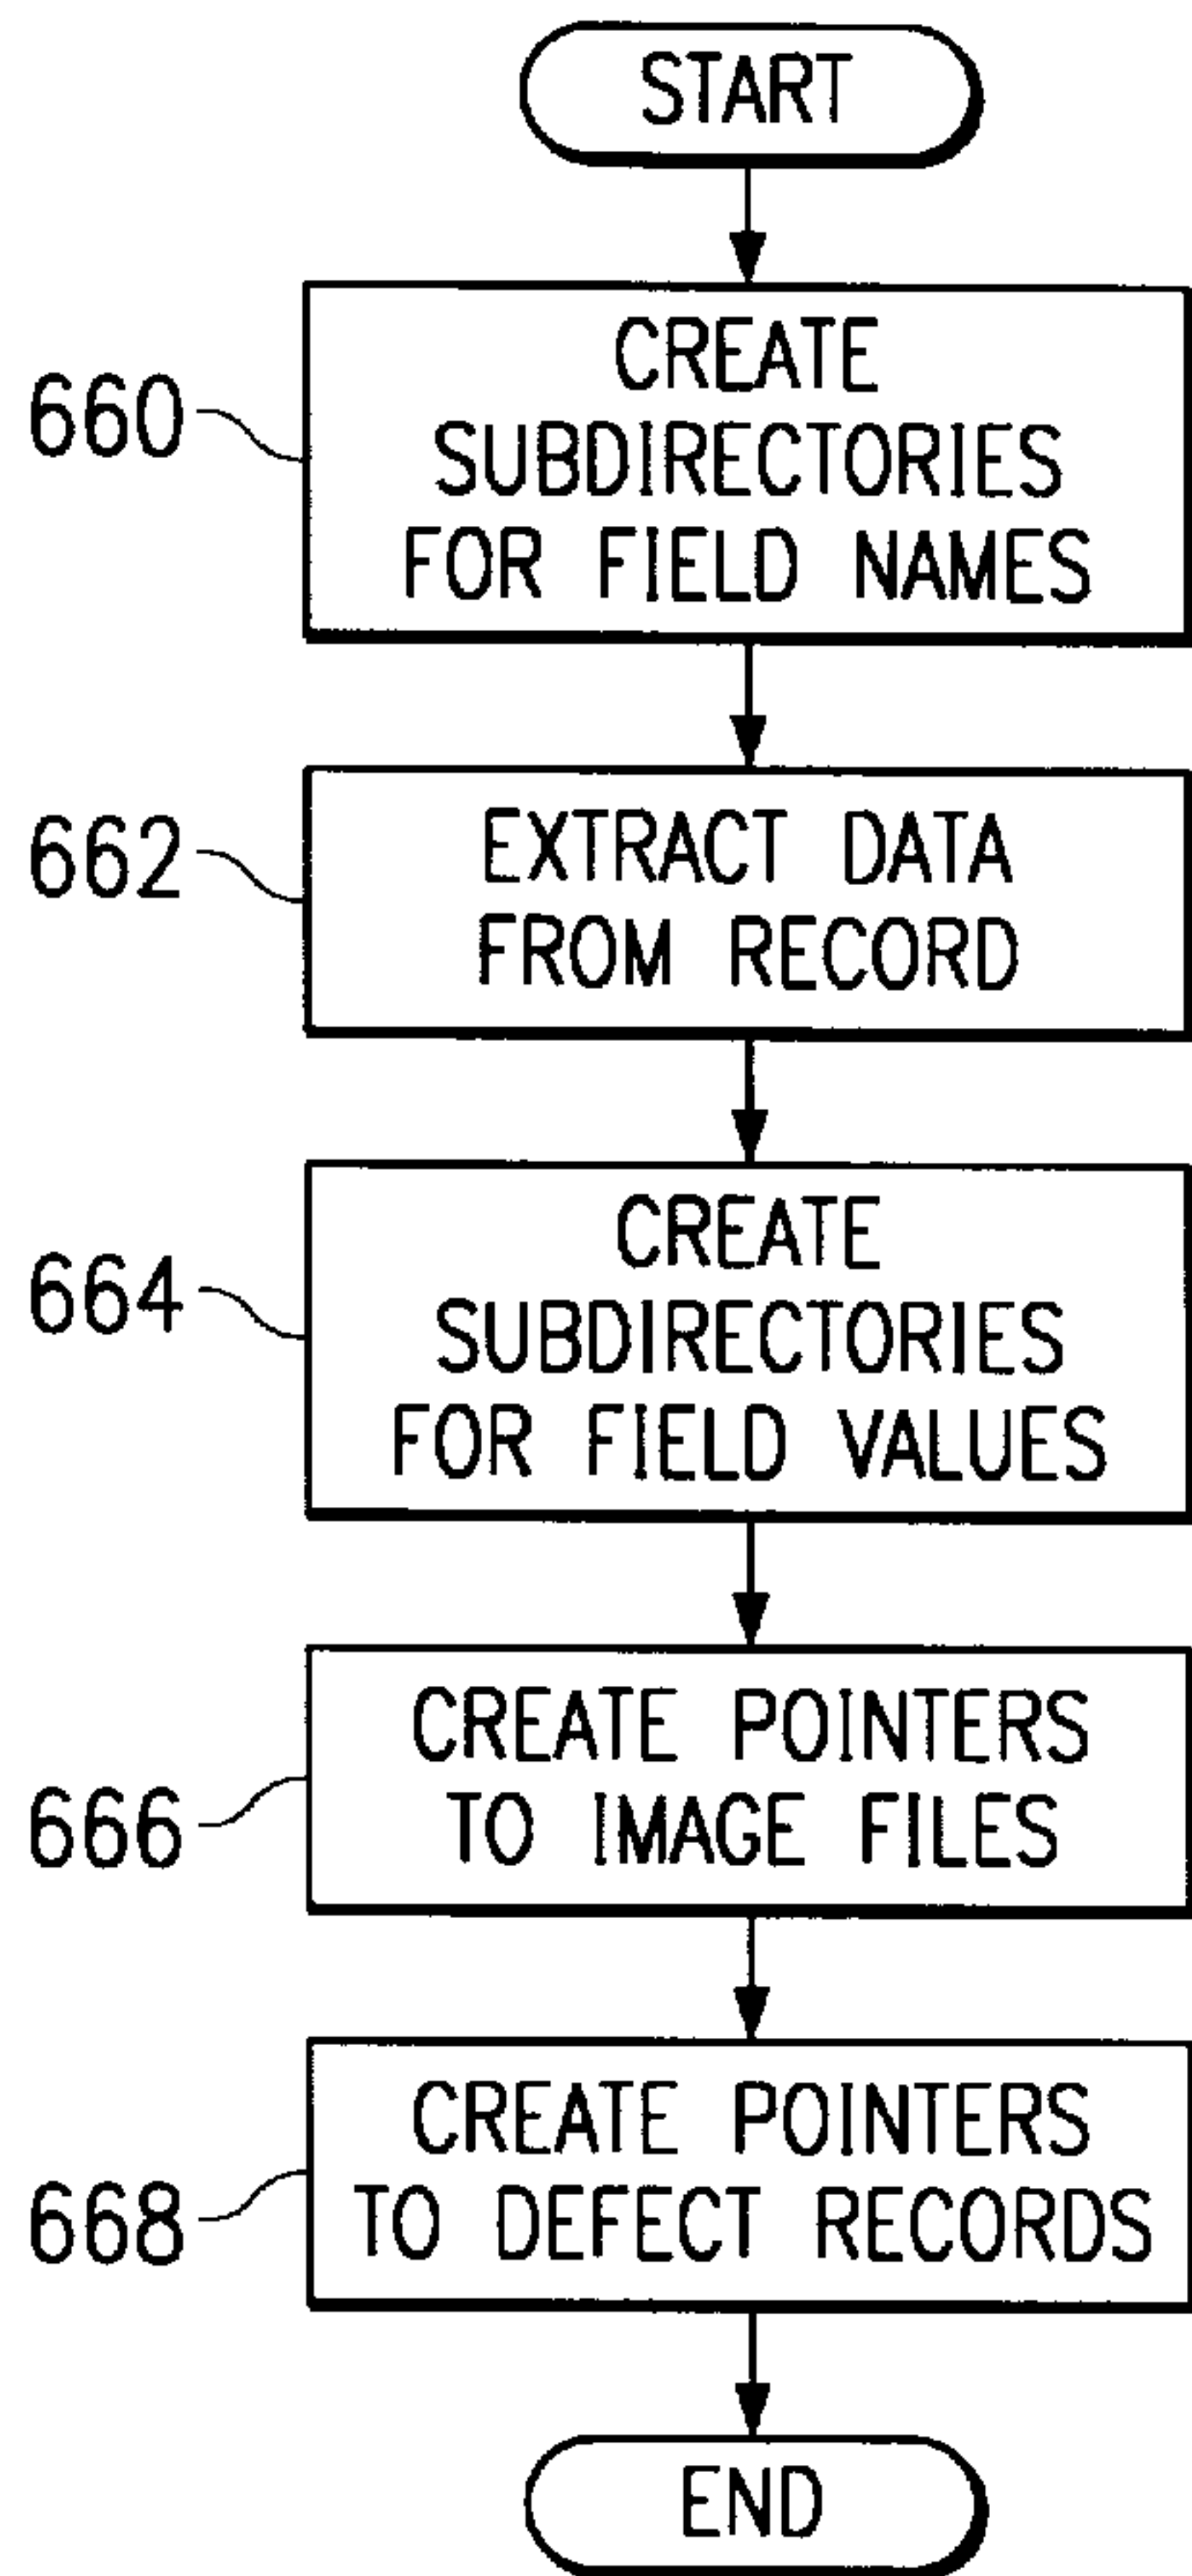 START
660
CREATE
SUBDIRECTORIES
FOR FIELD NAMES
662
EXTRACT DATA
FROM RECORD
664
CREATE
SUBDIRECTORIES
FOR FIELD VALUES
666
CREATE POINTERS
TO IMAGE FILES
668
CREATE POINTERS
TO DEFECT RECORDS
END